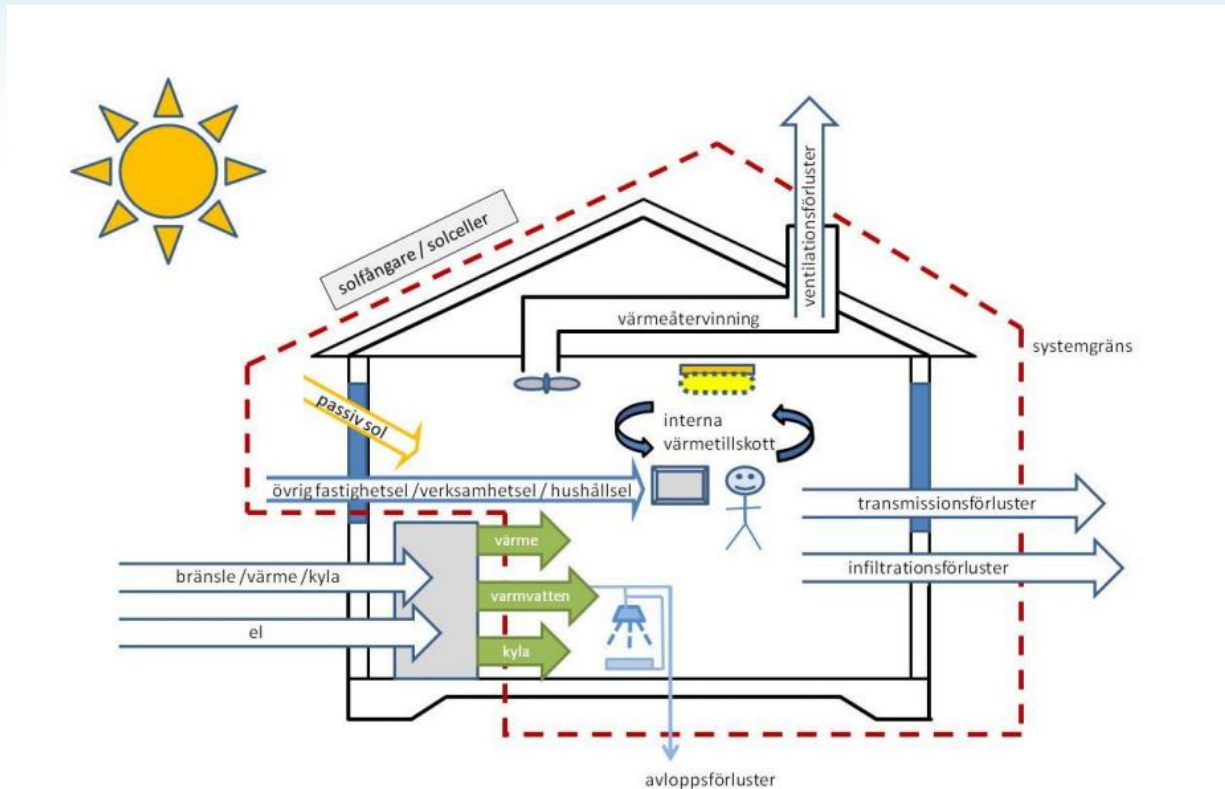 ventilationsförluster
solfångare / solceller
värmeåtervinning
systemgräns
passiv sol
interna
värmetillskott
övrig fastighetsel /verksamhetsel / hushållsel
transmissionsförluster
värme
bränsle /värme /kyla
infiltrationsförluster
varmvatten
el
kyla
avloppsförluster